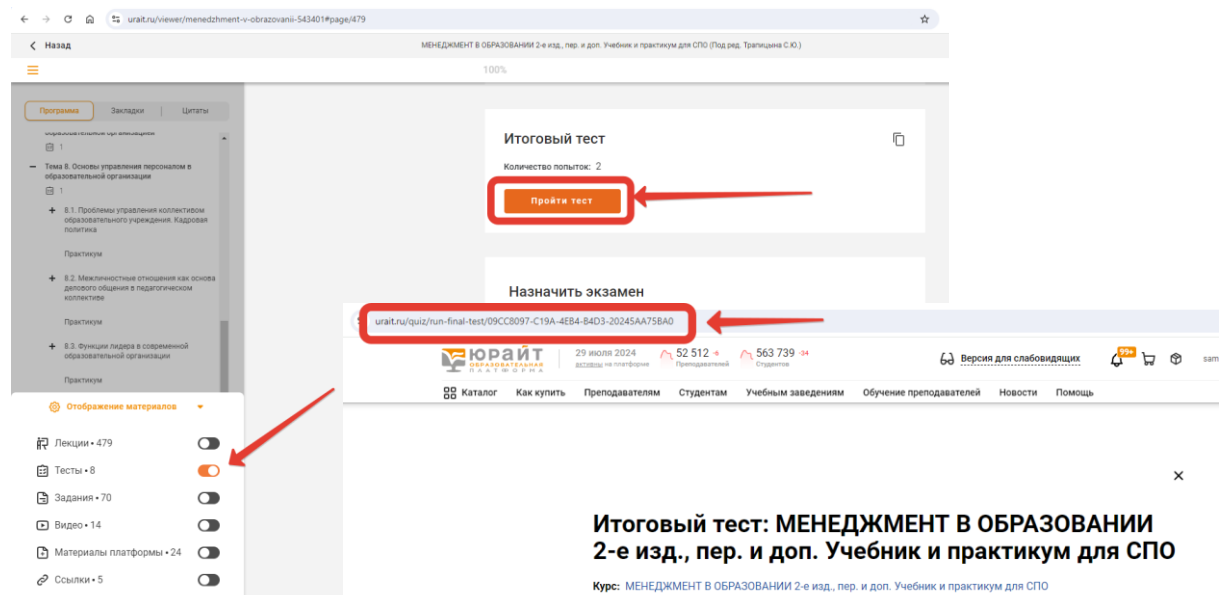 urait.ru/viewer/menedzhment-v-obrazovanii-543401#page/479
Назад
МЕНЕДЖМЕНТ В ОБРАЗОВАНИИ 2-е изд., пер. и доп. Учебник и практикум для СПО (Под ред. Трапицына С.Ю.)
100%
Программа
Закладки
Цитаты
образовательной организацией
1
Тема 8. Основы управления персоналом в
образовательной организации
1
8.1. Проблемы управления коллективом
образовательного учреждения. Кадровая
политика
Практикум
8.2. Межличностные отношения как основа
делового общения в педагогическом
коллективе
Практикум
8.3. Функции лидера в современной
образовательной организации
Практикум
Отображение материалов
Лекции • 479
Тесты • 8
Задания • 70
Видео • 14
Материалы платформы • 24
Ссылки • 5
Итоговый тест
Количество попыток: 2
Пройти тест
Назначить экзамен
urait.ru/quiz/run-final-test/09CC8097-C19A-4EB4-B4D3-20245AA75BA0
юрайт
ОБРАЗОВАТЕЛЬНАЯ
ПЛАТФОРМА
29 июля 2024
активны на платформе
52 512 -6
Преподавателей
563 739 -34
Студентов
Версия для слабовидящих
99+
sam
Каталог
Как купить
Преподавателям
Студентам
Учебным заведениям
Обучение преподавателей
Новости
Помощь
Итоговый тест: МЕНЕДЖМЕНТ В ОБРАЗОВАНИИ
2-е изд., пер. и доп. Учебник и практикум для СПО
Курс: МЕНЕДЖМЕНТ В ОБРАЗОВАНИИ 2-е изд., пер. и доп. Учебник и практикум для СПО